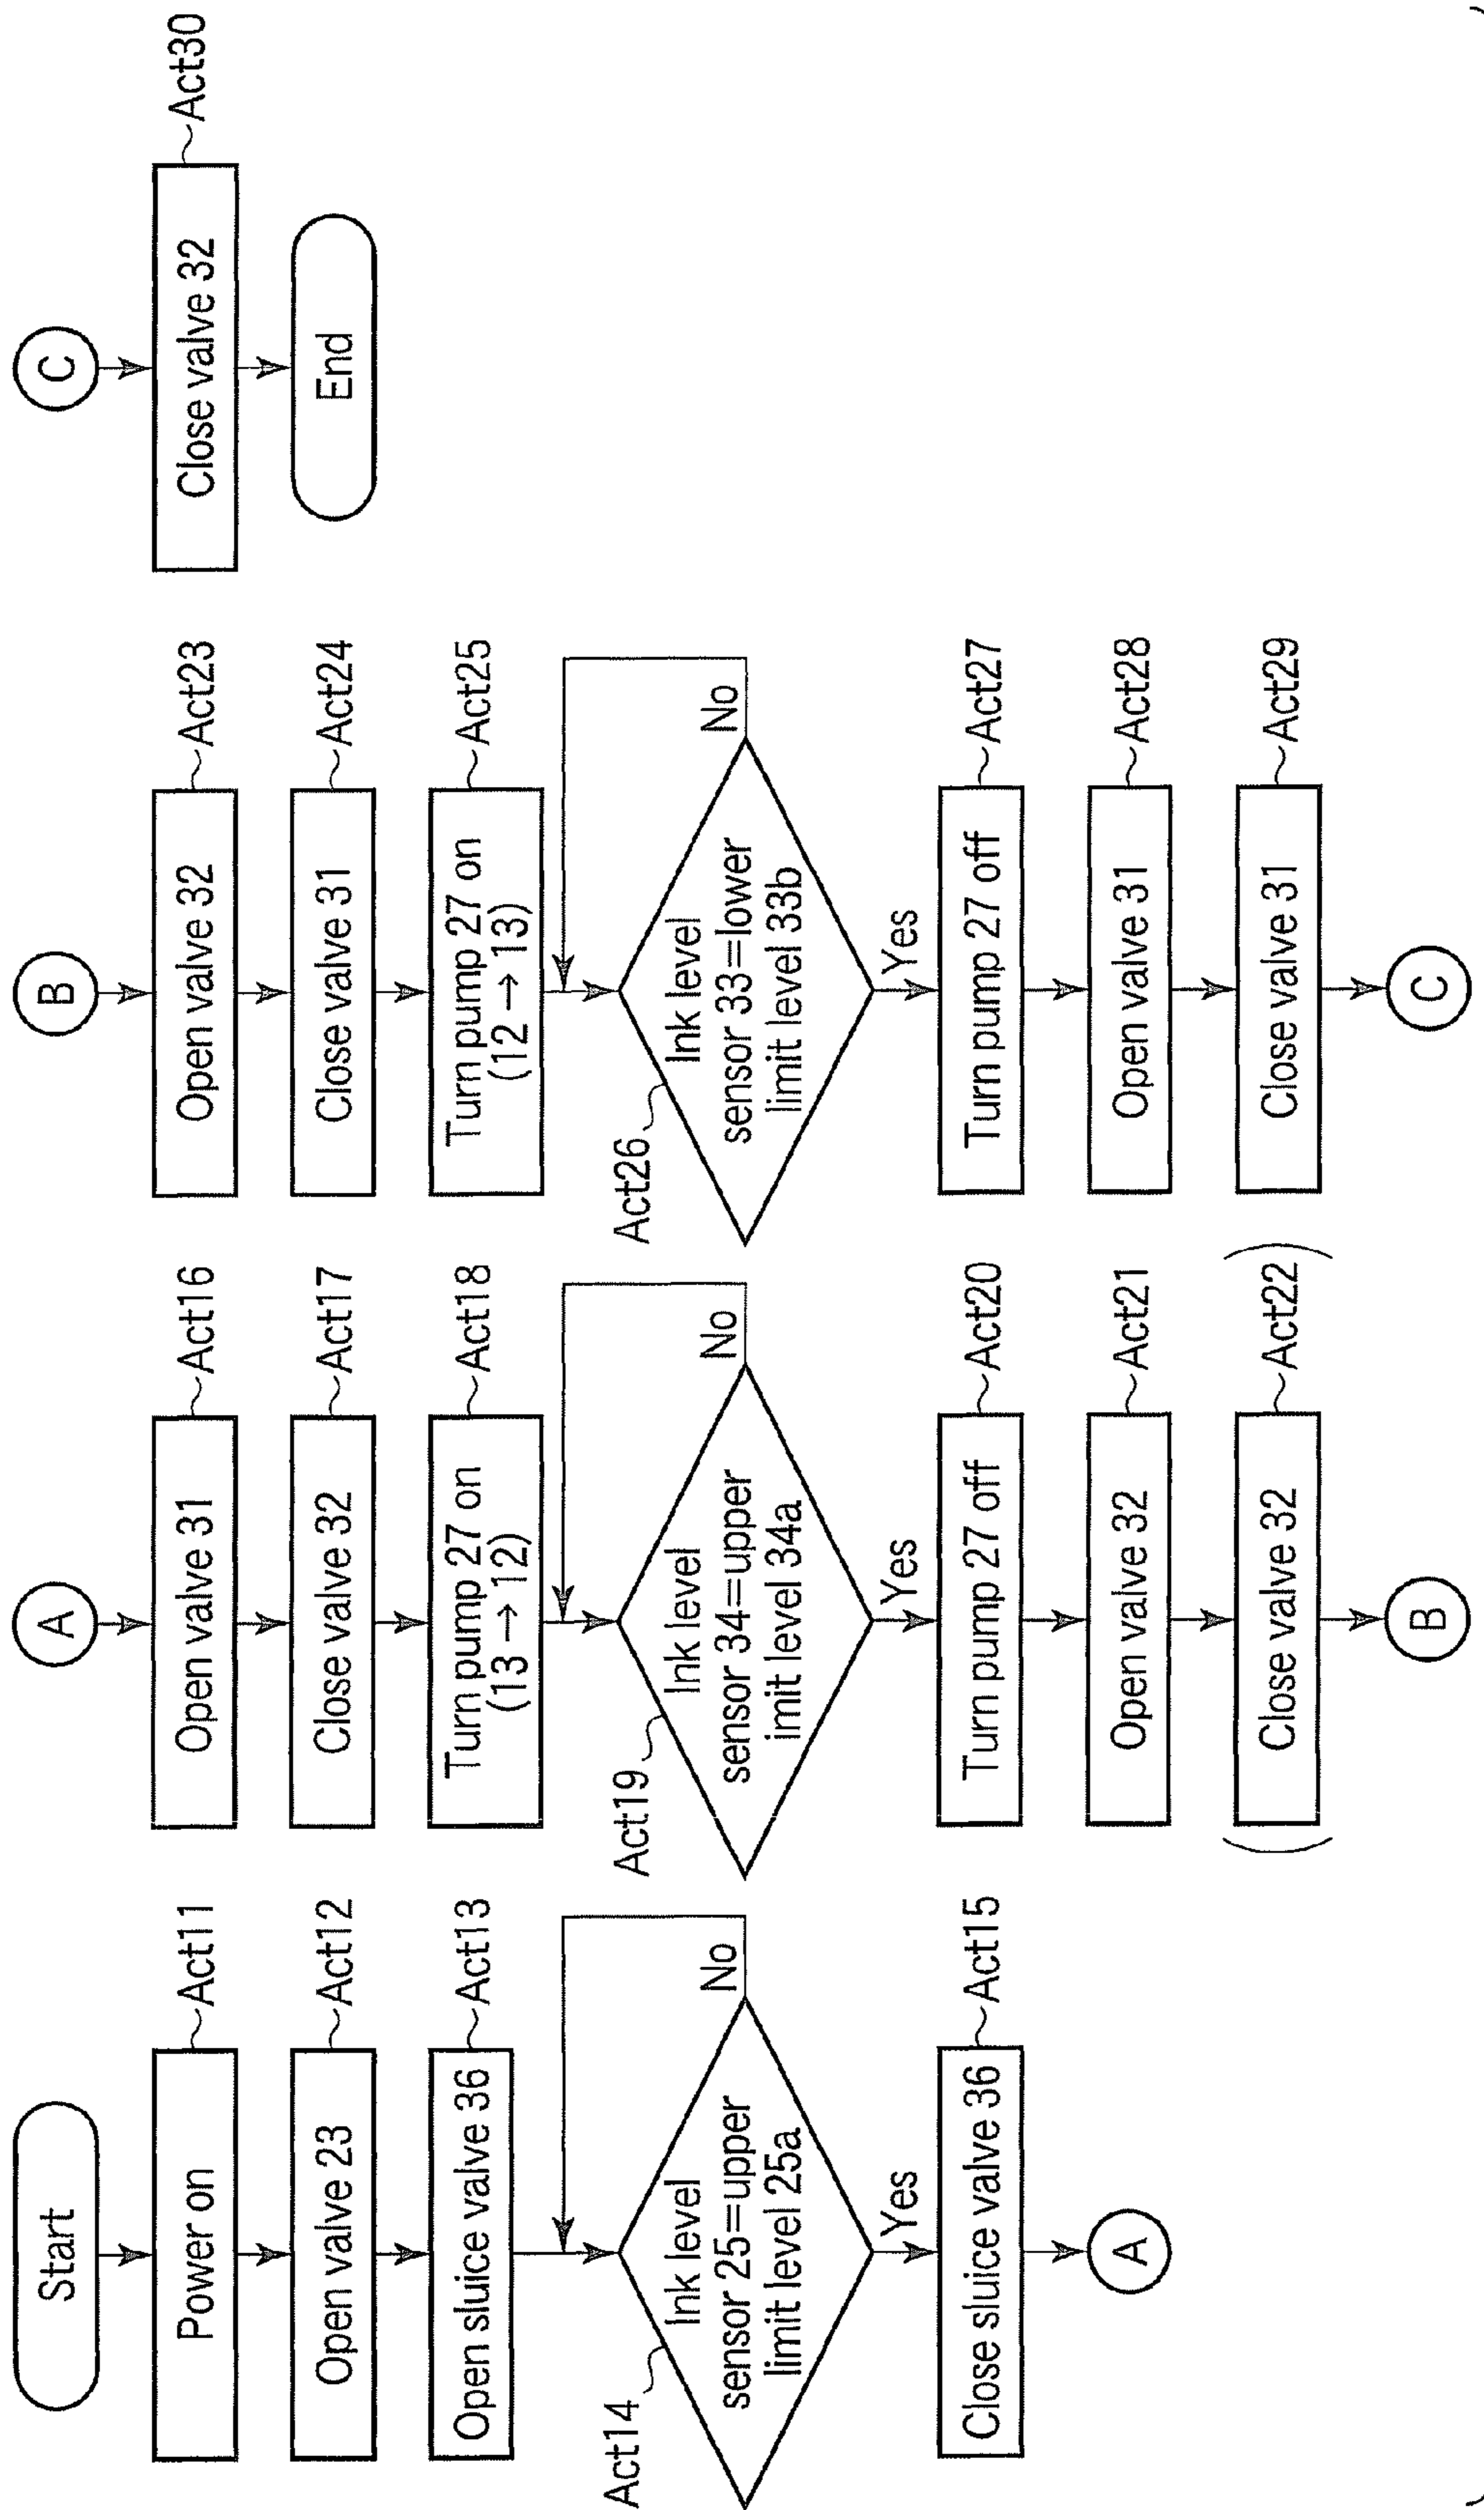 Start
Power on
Act11
Open valve 23
Act12
Open sluice valve 36
Act13
Act14
Ink level
sensor 25=upper
limit level 25a
No
Yes
Close sluice valve 36
Act15
A
A
Open valve 31
Act16
Close valve 32
Act17
Turn pump 27 on
(13 → 12)
Act18
Act19
Ink level
sensor 34=upper
imit level 34a
No
Yes
Turn pump 27 off
Act20
Open valve 32
Act21
( Close valve 32
Act22 )
B
B
Open valve 32
Act23
Close valve 31
Act24
Turn pump 27 on
(12 → 13)
Act25
Act26
Ink level
sensor 33=lower
limit level 33b
No
Yes
Turn pump 27 off
Act27
Open valve 31
Act28
Close valve 31
Act29
C
C
Close valve 32
Act30
End